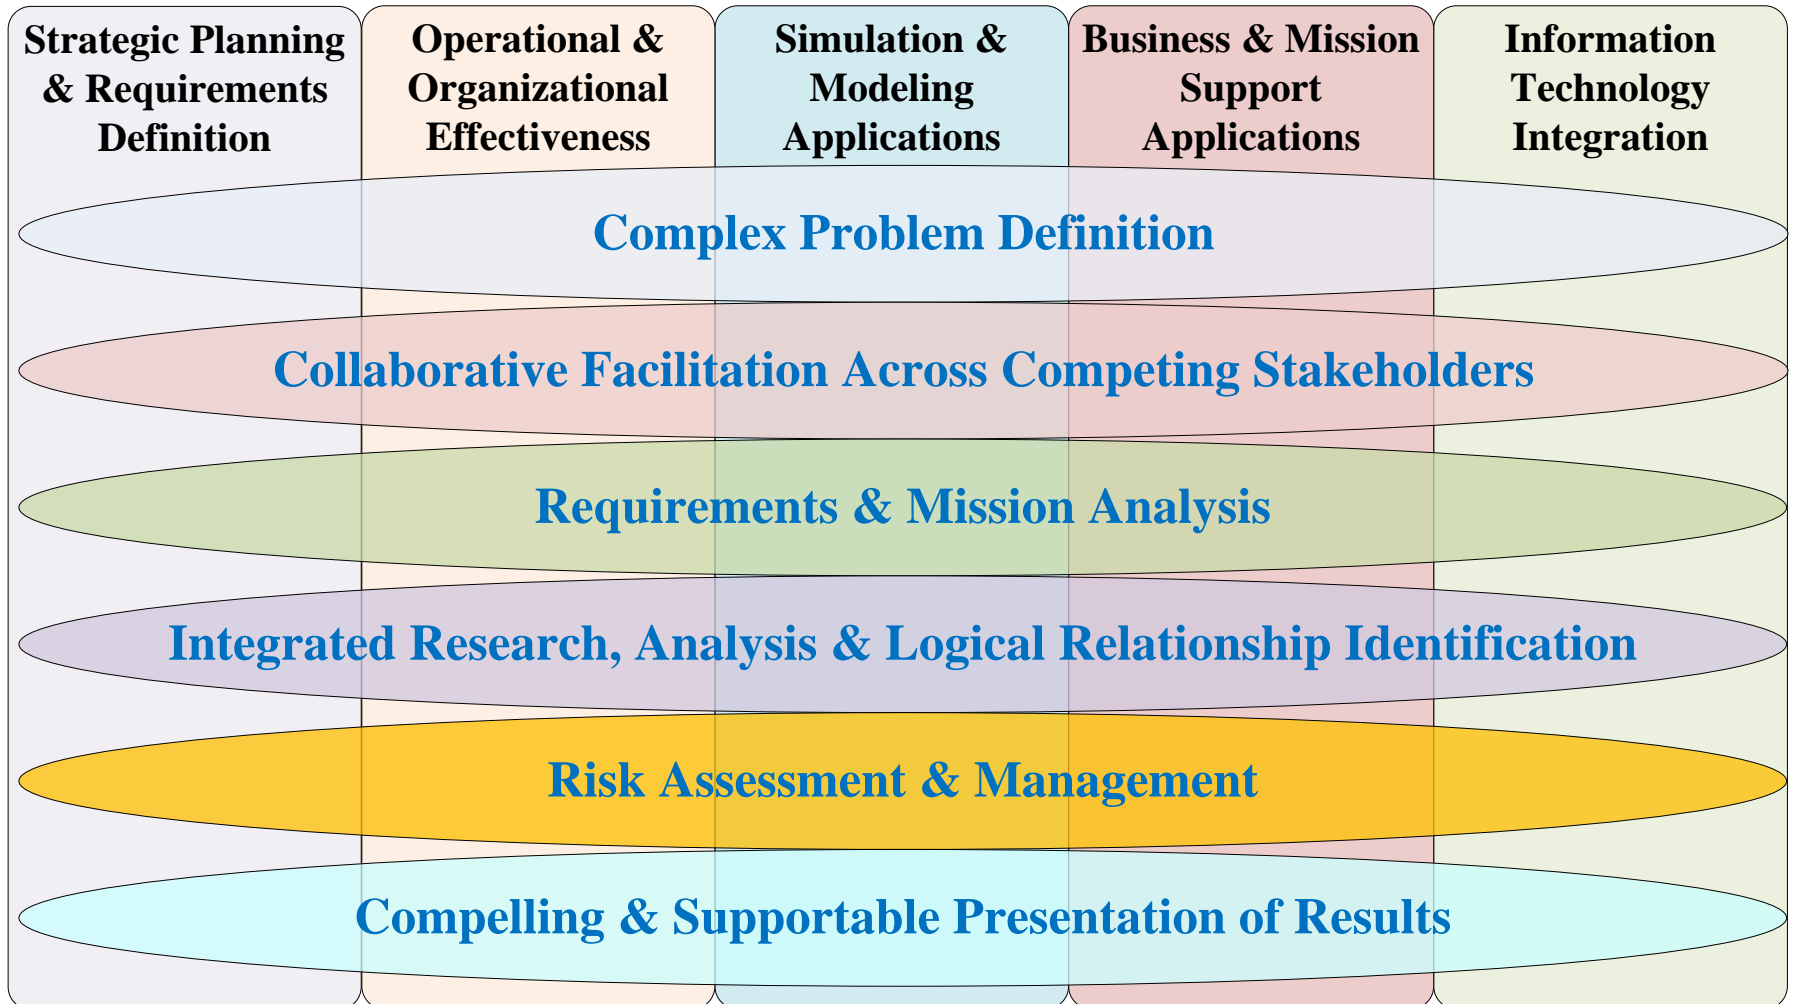 Strategic Planning
& Requirements
Definition
Operational &
Organizational
Effectiveness
Simulation &
Modeling
Applications
Business & Mission
Support
Applications
Information
Technology
Integration
Complex Problem Definition
Collaborative Facilitation Across Competing Stakeholders
Requirements & Mission Analysis
Integrated Research, Analysis & Logical Relationship Identification
Risk Assessment & Management
Compelling & Supportable Presentation of Results